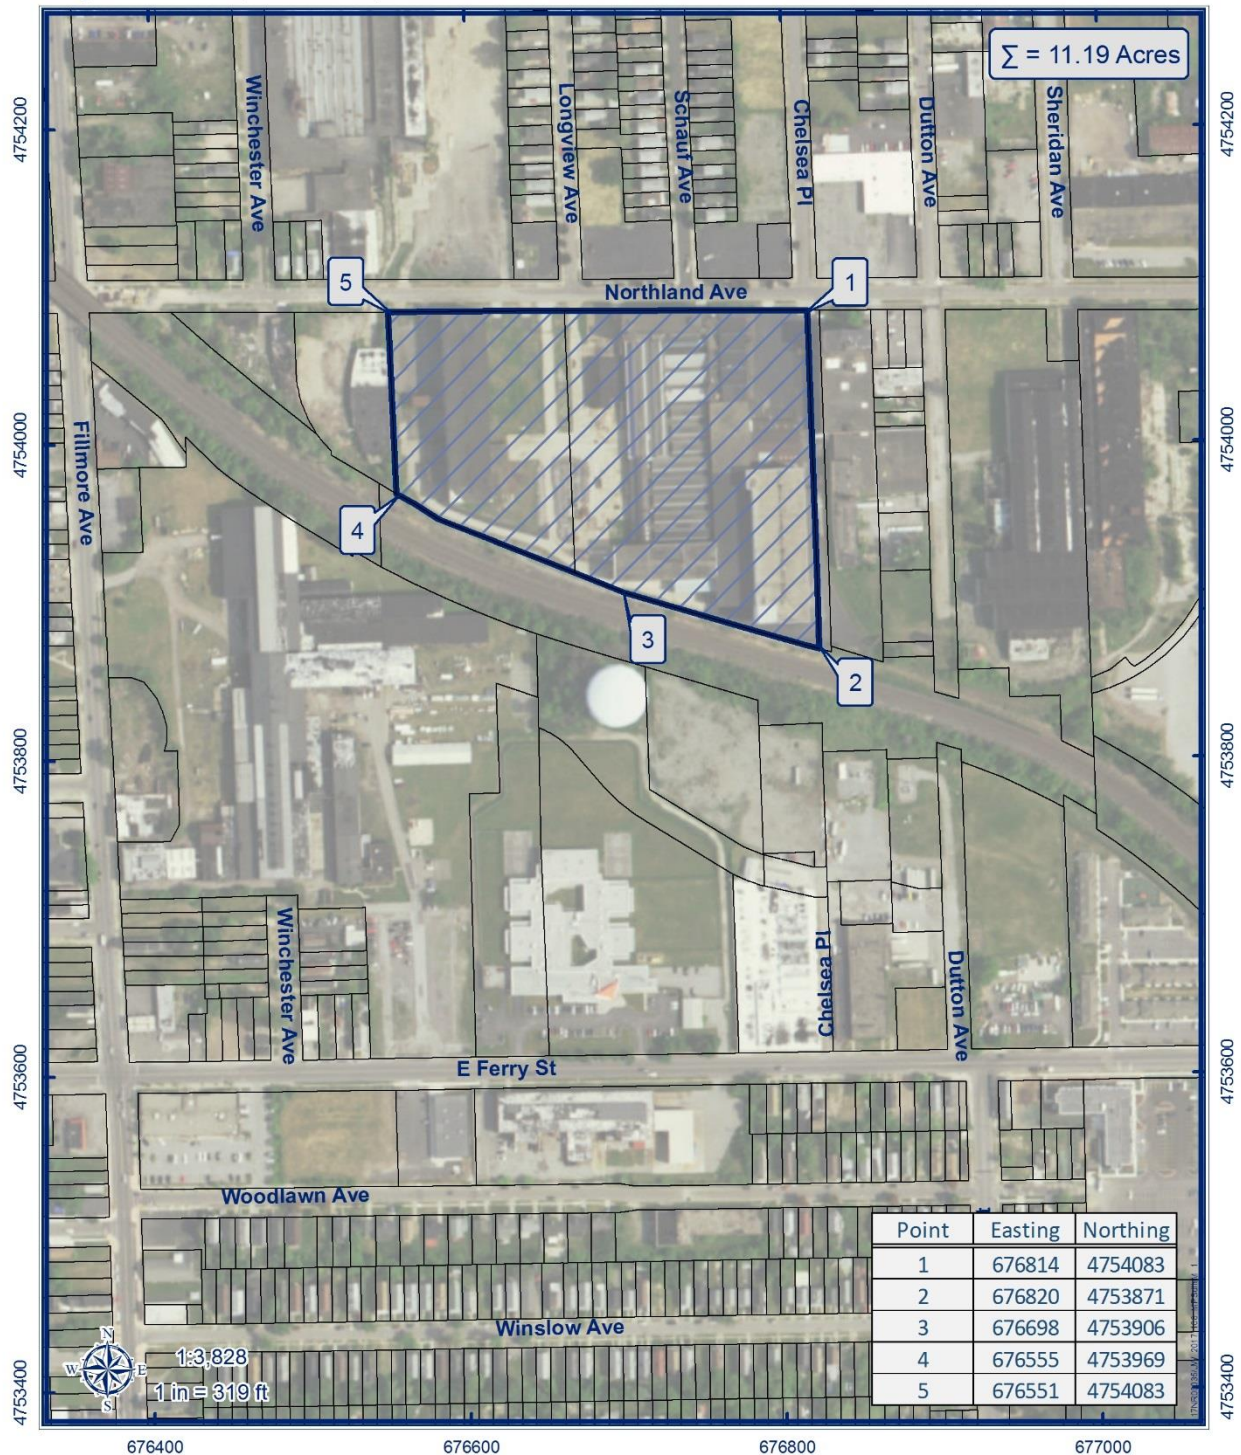 Σ = 11.19 Acres
4754200
4754200
Winchester Ave
Longview Ave
Schauf Ave
Chelsea Pl
Dutton Ave
Sheridan Ave
5
Northland Ave
1
4754000
4754000
Fillmore Ave
4
3
2
4753800
4753800
Winchester Ave
Chelsea Pl
Dutton Ave
4753600
4753600
E Ferry St
Woodlawn Ave
Point Easting Northing
1 676814 4754083
2 676820 4753871
3 676698 4753906
4 676555 4753969
5 676551 4754083
Winslow Ave
N
W E
S
1:3,828
1 in = 319 ft
4753400
4753400
676400 676600 676800 677000